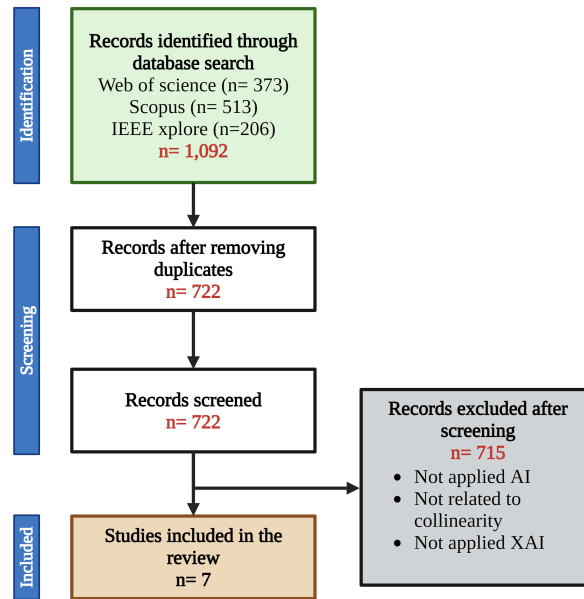 Identification
Records identified through
database search
Web of science (n= 373)
Scopus (n= 513)
IEEE xplore (n=206)
n= 1,092
Screening
Records after removing
duplicates
n= 722
Records screened
n= 722
Records excluded after
screening
n= 715
• Not applied AI
• Not related to
collinearity
• Not applied XAI
Included
Studies included in the
review
n= 7